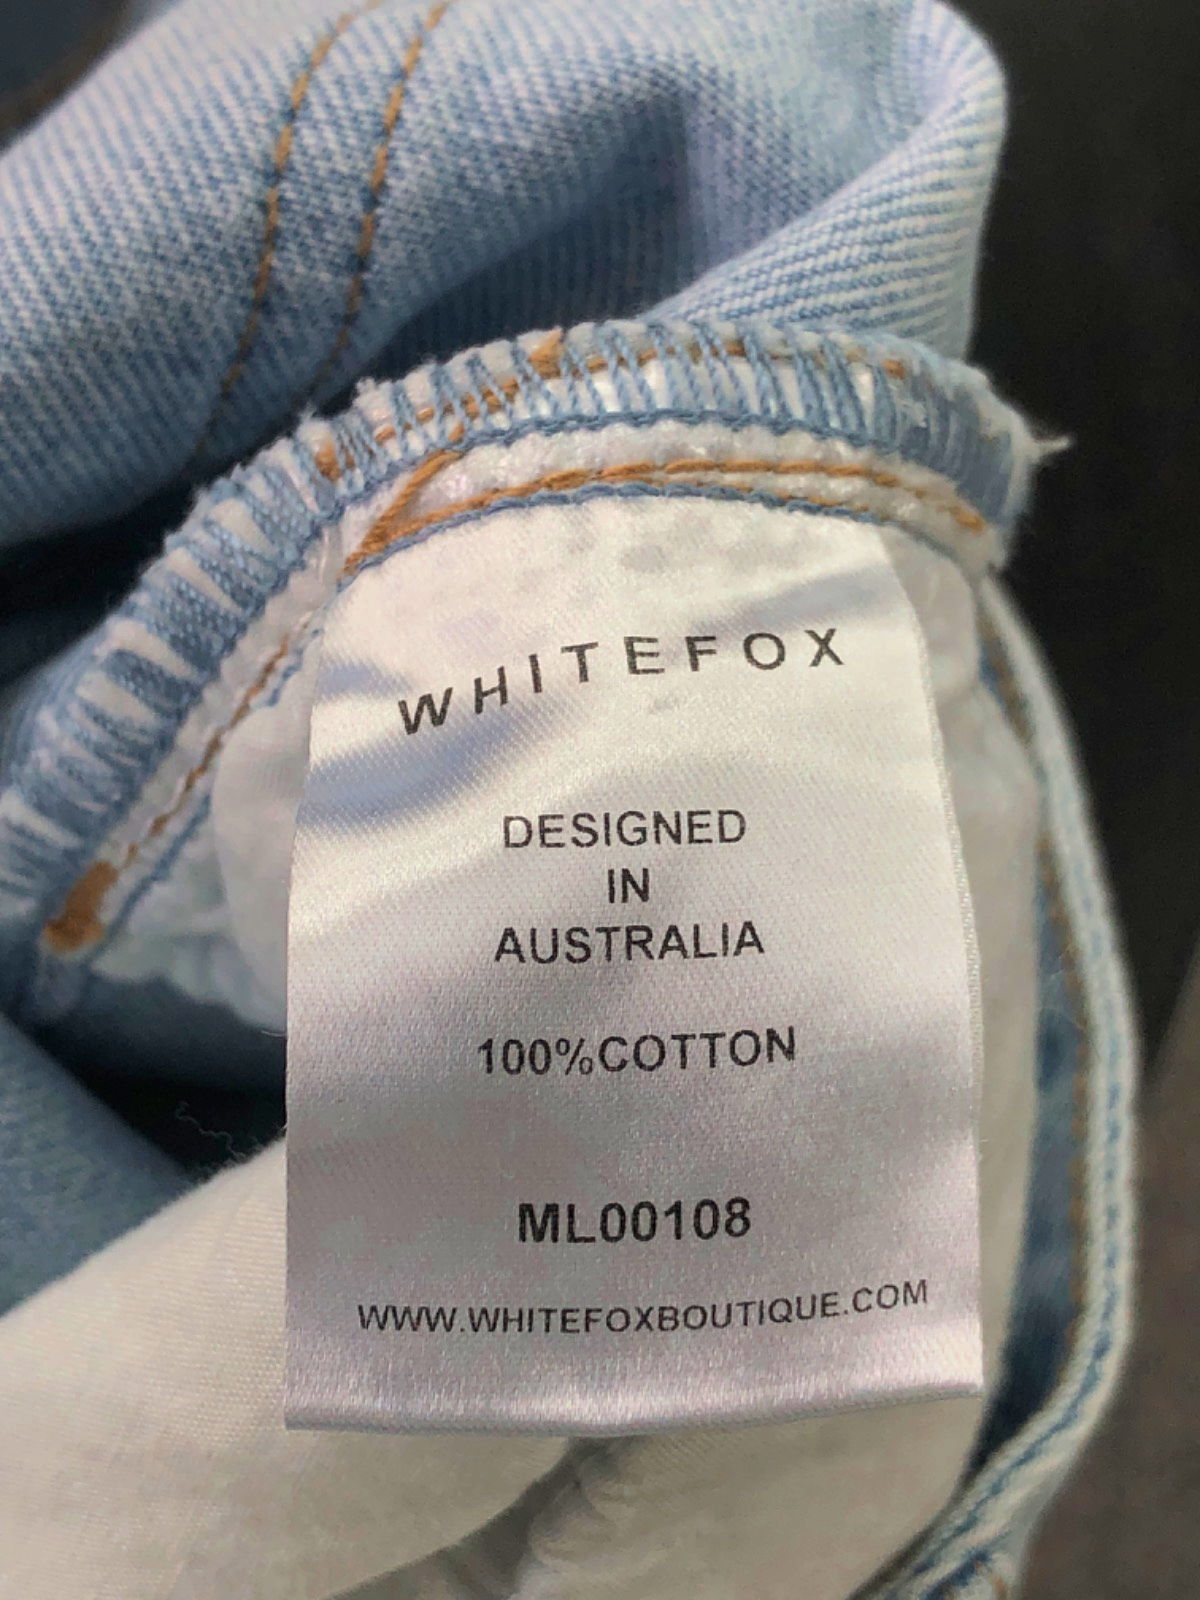 WHITEFOX
DESIGNED
IN
AUSTRALIA
100%COTTON
ML00108
WWW.WHITEFOXBOUTIQUE.COM